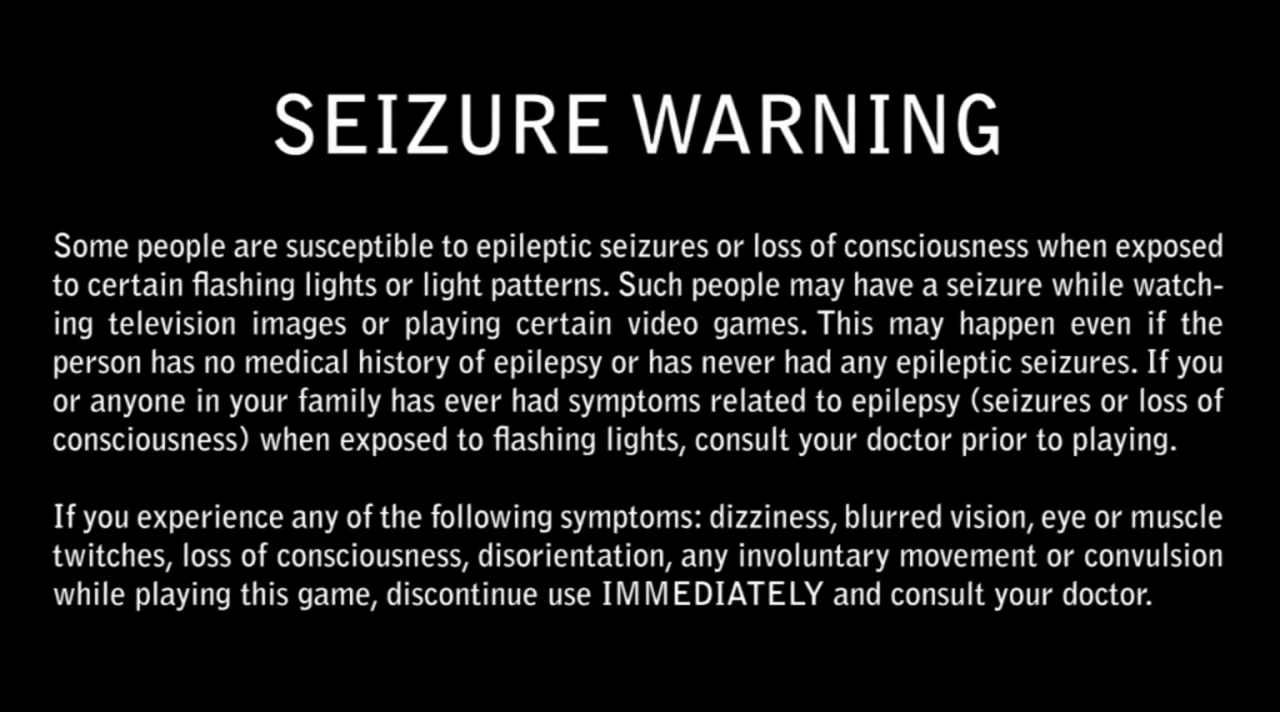 SEIZURE WARNING
Some people are susceptible to epileptic seizures or loss of consciousness when exposed
to certain flashing lights or light patterns. Such people may have a seizure while watch-
ing television images or playing certain video games. This may happen even if the
person has no medical history of epilepsy or has never had any epileptic seizures. If you
or anyone in your family has ever had symptoms related to epilepsy (seizures or loss of
consciousness) when exposed to flashing lights, consult your doctor prior to playing.
If you experience any of the following symptoms: dizziness, blurred vision, eye or muscle
twitches, loss of consciousness, disorientation, any involuntary movement or convulsion
while playing this game, discontinue use IMMEDIATELY and consult your doctor.